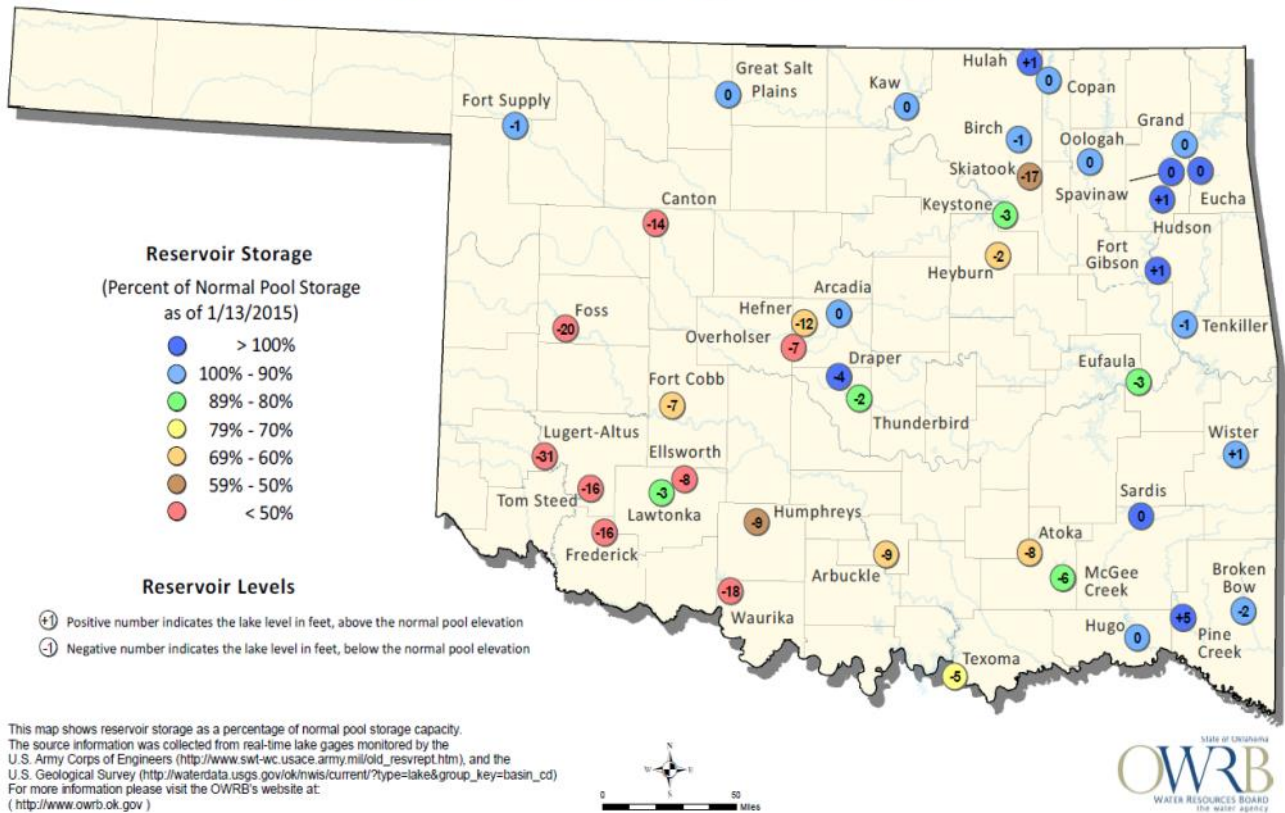 Hulah
+1
Great Salt
Plains
0
Kaw
0
0
Copan
Fort Supply
-1
Birch
-1
Oologah
0
Grand
0
Skiatook
-17
Spavinaw
0
0
Eucha
Canton
-14
Keystone
-3
+1
Hudson
Heyburn
-2
Fort
Gibson
+1
Reservoir Storage
(Percent of Normal Pool Storage
as of 1/13/2015)
> 100%
100% - 90%
89% - 80%
79% - 70%
69% - 60%
59% - 50%
< 50%
Foss
-20
Hefner
-12
Arcadia
0
Overholser
-7
-1
Tenkiller
Draper
-4
-2
Thunderbird
Eufaula
-3
Fort Cobb
-7
Lugert-Altus
-31
Ellsworth
-8
Wister
+1
Tom Steed
-16
-3
Lawtonka
-16
Frederick
-9
Humphreys
Sardis
0
Atoka
-8
Arbuckle
-9
-6
McGee
Creek
Broken
Bow
-2
-18
Waurika
Hugo
0
+5
Pine
Creek
Texoma
-5
Reservoir Levels
+1 Positive number indicates the lake level in feet, above the normal pool elevation
-1 Negative number indicates the lake level in feet, below the normal pool elevation
This map shows reservoir storage as a percentage of normal pool storage capacity.
The source information was collected from real-time lake gages monitored by the
U.S. Army Corps of Engineers (http://www.swt-wc.usace.army.mil/old_resvrept.htm), and the
U.S. Geological Survey (http://waterdata.usgs.gov/ok/nwis/current/?type=lake&group_key=basin_cd)
For more information please visit the OWRB's website at:
( http://www.owrb.ok.gov )
N
W E
S
0 50
Miles
State of Oklahoma
OWRB
WATER RESOURCES BOARD
the water agency